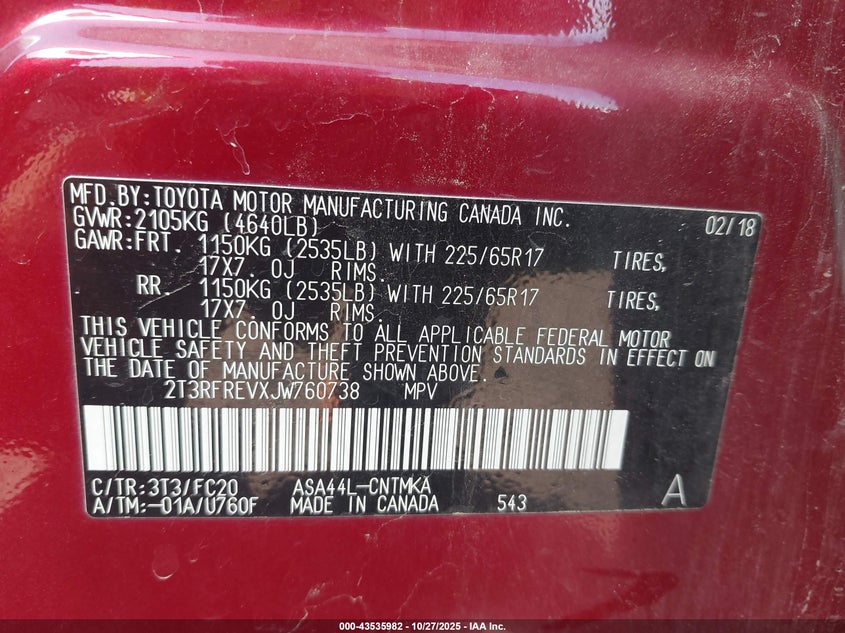 MFD.BY:TOYOTA MOTOR MANUFACTURING CANADA INC. 02/18
GVWR:2105KG (4640LB)
GAWR:FRT. 1150KG (2535LB) WITH 225/65R17 TIRES,
17X7. 0J RIMS.
RR. 1150KG (2535LB) WITH 225/65R17 TIRES,
17X7. 0J RIMS.
THIS VEHICLE CONFORMS TO ALL APPLICABLE FEDERAL MOTOR
VEHICLE SAFETY AND THEFT PREVENTION STANDARDS IN EFFECT ON
THE DATE OF MANUFACTURE SHOWN ABOVE.
2T3RFREVXJW760738 MPV
C/TR:3T3/FC20 ASA44L-CNTMKA
A/TM:-01A/U760F MADE IN CANADA 543 A
000-43535982 | 10/27/2025 | IAA Inc.